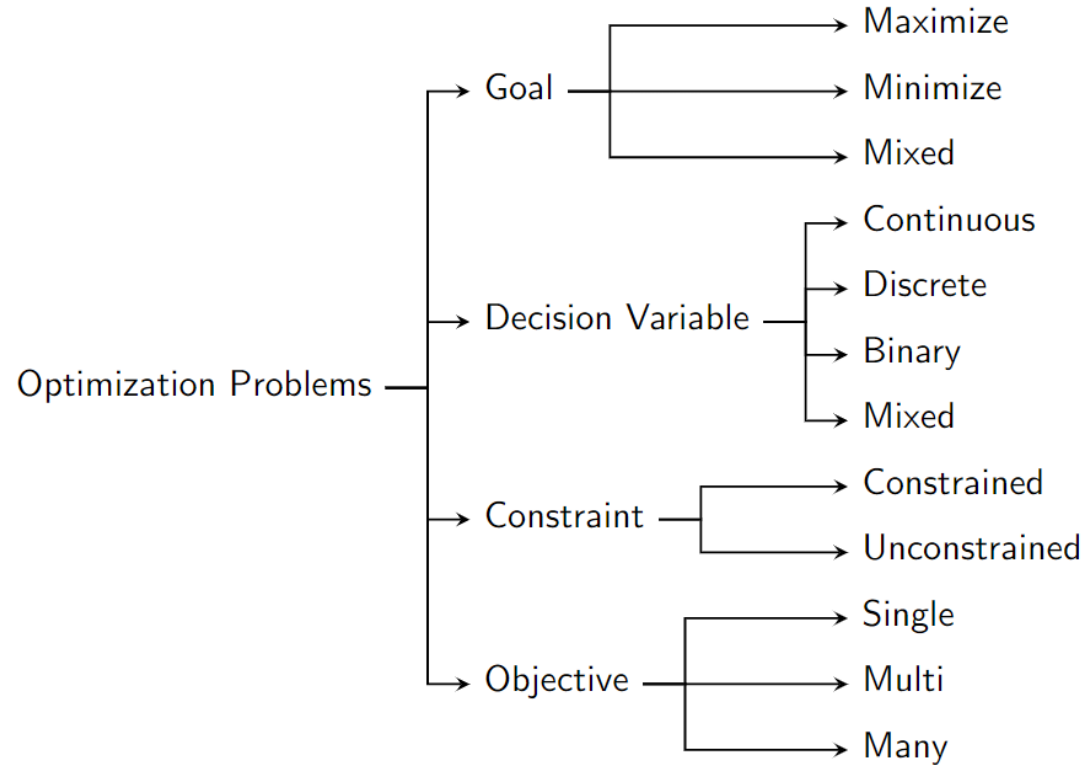 Optimization Problems
Goal
Maximize
Minimize
Mixed
Decision Variable
Continuous
Discrete
Binary
Mixed
Constraint
Constrained
Unconstrained
Objective
Single
Multi
Many